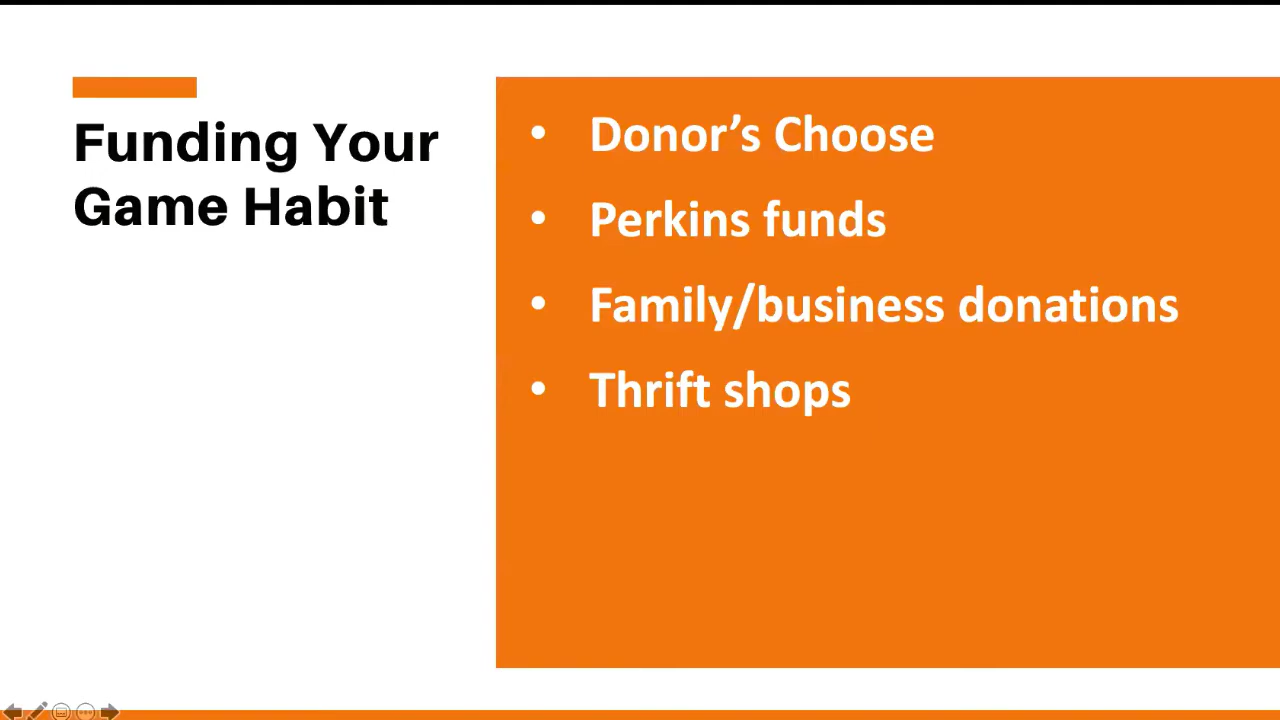 Funding Your
Game Habit
• Donor’s Choose
• Perkins funds
• Family/business donations
• Thrift shops